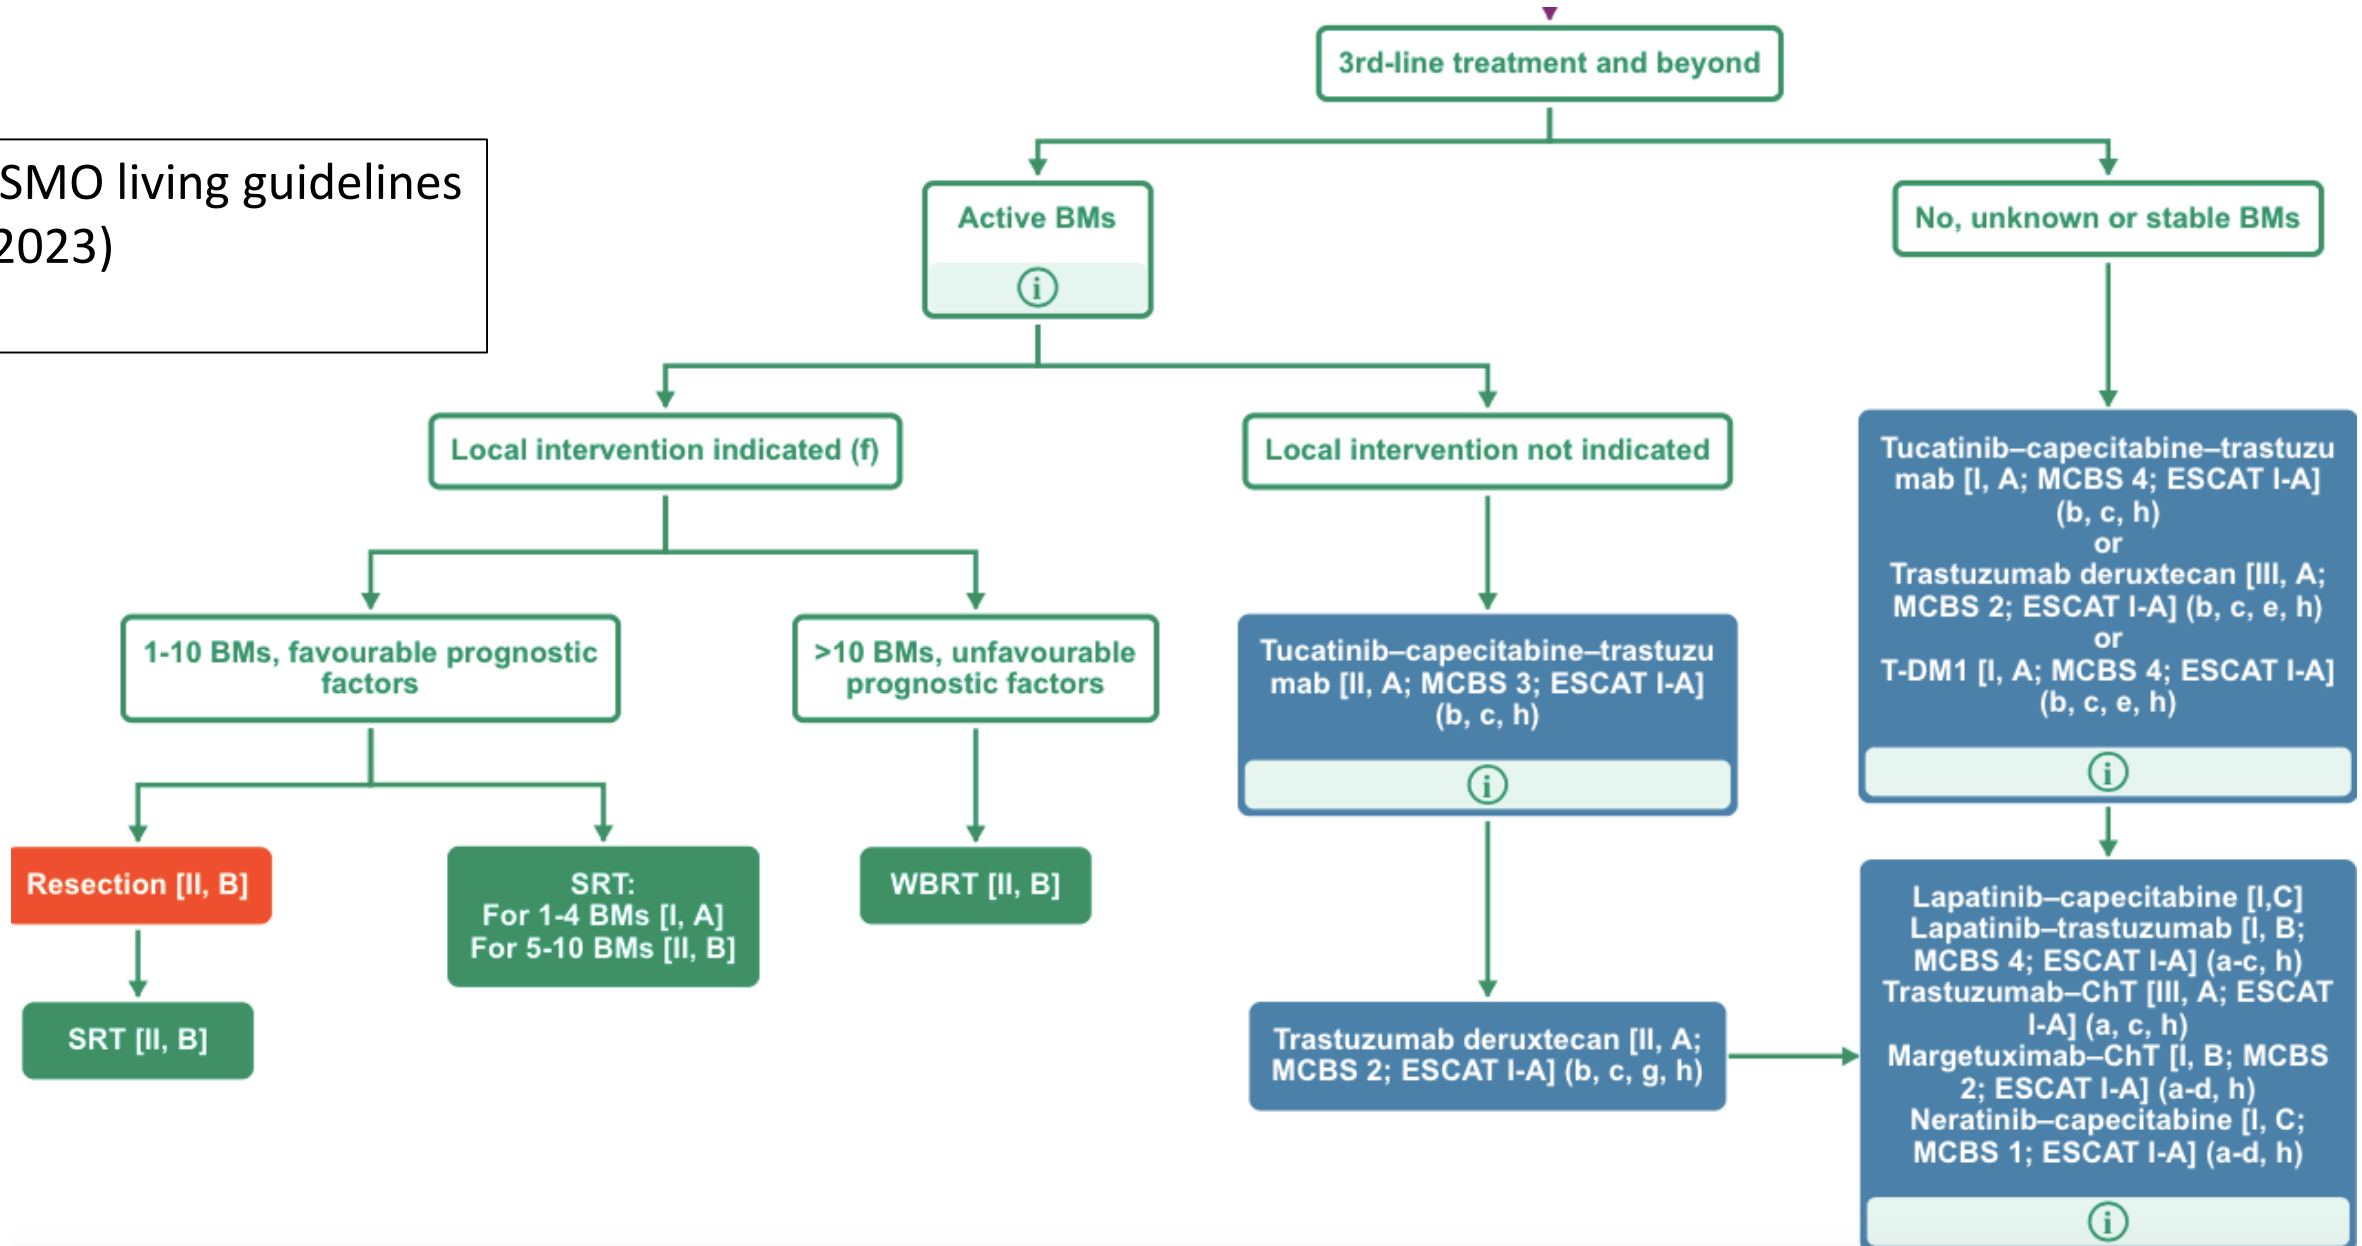 3rd-line treatment and beyond
SMO living guidelines
2023)
Active BMs
i
No, unknown or stable BMs
Local intervention indicated (f)
Local intervention not indicated
1-10 BMs, favourable prognostic
factors
>10 BMs, unfavourable
prognostic factors
Resection [II, B]
SRT [II, B]
SRT:
For 1-4 BMs [I, A]
For 5-10 BMs [II, B]
WBRT [II, B]
Tucatinib–capecitabine–trastuzu
mab [II, A; MCBS 3; ESCAT I-A]
(b, c, h)
i
Trastuzumab deruxtecan [II, A;
MCBS 2; ESCAT I-A] (b, c, g, h)
Tucatinib–capecitabine–trastuzu
mab [I, A; MCBS 4; ESCAT I-A]
(b, c, h)
or
Trastuzumab deruxtecan [III, A;
MCBS 2; ESCAT I-A] (b, c, e, h)
or
T-DM1 [I, A; MCBS 4; ESCAT I-A]
(b, c, e, h)
i
Lapatinib–capecitabine [I,C]
Lapatinib–trastuzumab [I, B;
MCBS 4; ESCAT I-A] (a-c, h)
Trastuzumab–ChT [III, A; ESCAT
I-A] (a, c, h)
Margetuximab–ChT [I, B; MCBS
2; ESCAT I-A] (a-d, h)
Neratinib–capecitabine [I, C;
MCBS 1; ESCAT I-A] (a-d, h)
i